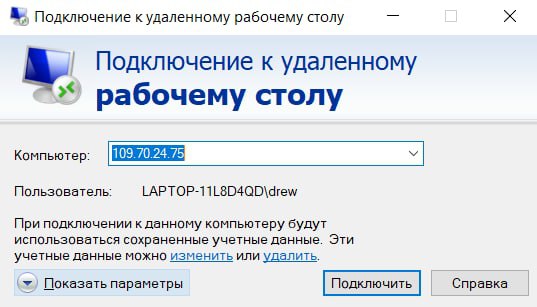 Подключение к удаленному рабочему столу
Подключение к удаленному
рабочему столу
Компьютер: 109.70.24.75
Пользователь: LAPTOP-11L8D4QD\drew
При подключении к данному компьютеру будут
использоваться сохраненные учетные данные. Эти
учетные данные можно изменить или удалить.
Показать параметры Подключить Справка